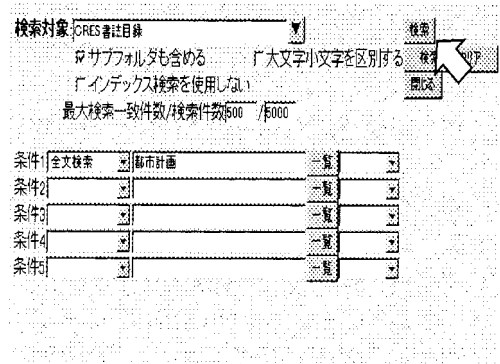 検索対象: CRES書誌目録 検索
サブフォルダも含める 大文字小文字を区別する
インデックス検索を使用しない 閉じる
最大検索一致件数/検索件数 500 / 5000
条件1 全文検索 都市計画 一覧
条件2 一覧
条件3 一覧
条件4 一覧
条件5 一覧